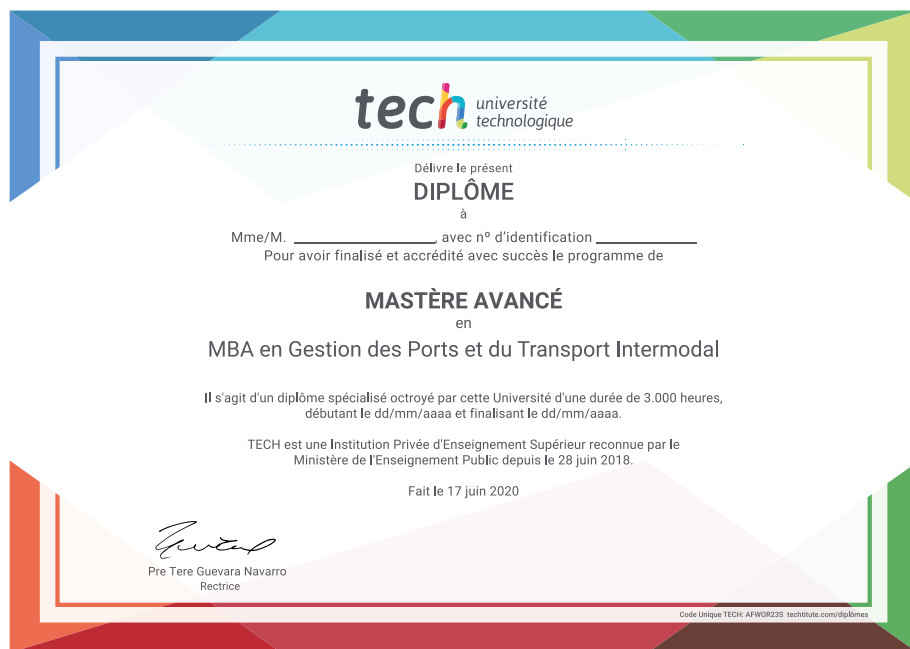 tech université
technologique
Délivre le présent
DIPLÔME
à
Mme/M. ____________, avec nº d'identification ____________
Pour avoir finalisé et accrédité avec succès le programme de
MASTÈRE AVANCÉ
en
MBA en Gestion des Ports et du Transport Intermodal
Il s'agit d'un diplôme spécialisé octroyé par cette Université d'une durée de 3.000 heures,
débutant le dd/mm/aaaa et finalisant le dd/mm/aaaa.
TECH est une Institution Privée d'Enseignement Supérieur reconnue par le
Ministère de l'Enseignement Public depuis le 28 juin 2018.
Fait le 17 juin 2020
Pre Tere Guevara Navarro
Rectrice
Code Unique TECH: AFWOR23S techtitute.com/diplômes